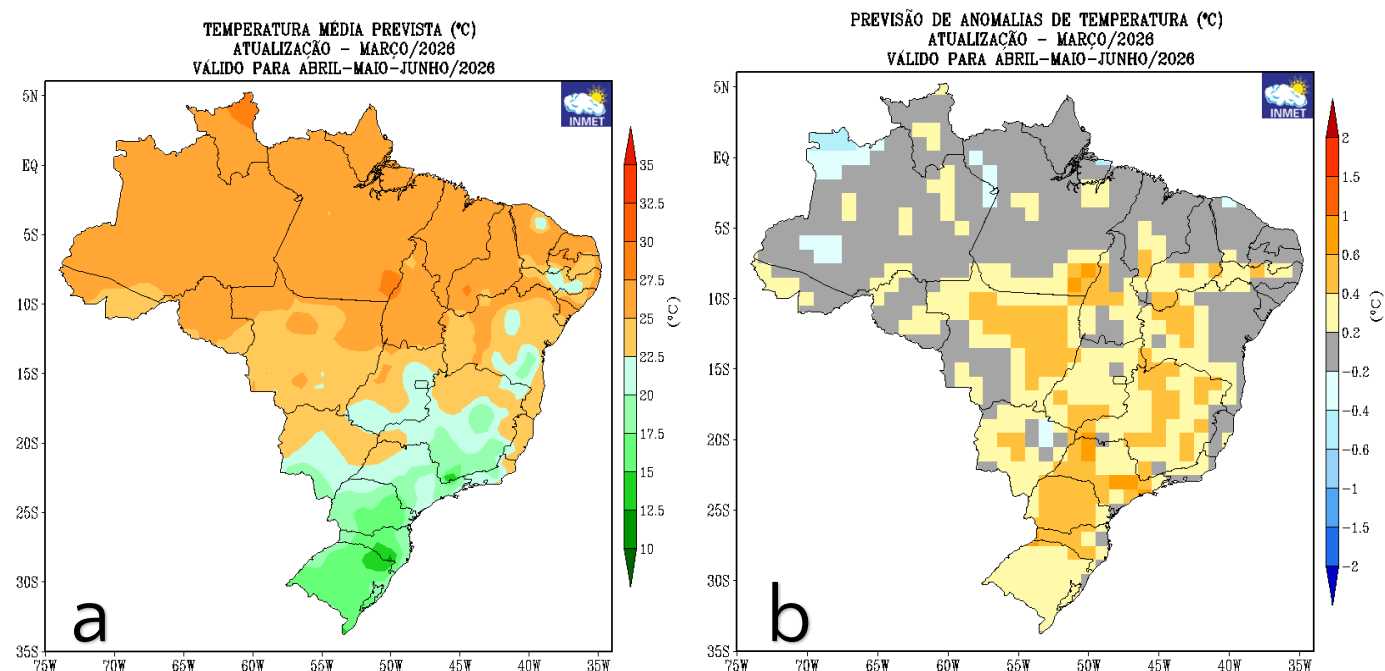 TEMPERATURA MÉDIA PREVISTA (°C)
ATUALIZAÇÃO - MARÇO/2026
VÁLIDO PARA ABRIL-MAIO-JUNHO/2026
INMET
5N
EQ
5S
10S
15S
20S
25S
30S
35S
75W
70W
65W
60W
55W
50W
45W
40W
35W
35
32.5
30
27.5
25
22.5
20
17.5
15
12.5
10
(°C)
a
PREVISÃO DE ANOMALIAS DE TEMPERATURA (°C)
ATUALIZAÇÃO - MARÇO/2026
VÁLIDO PARA ABRIL-MAIO-JUNHO/2026
INMET
5N
EQ
5S
10S
15S
20S
25S
30S
35S
75W
70W
65W
60W
55W
50W
45W
40W
35W
2
1.5
1
0.6
0.4
0.2
-0.2
-0.4
-0.6
-1
-1.5
-2
(°C)
b